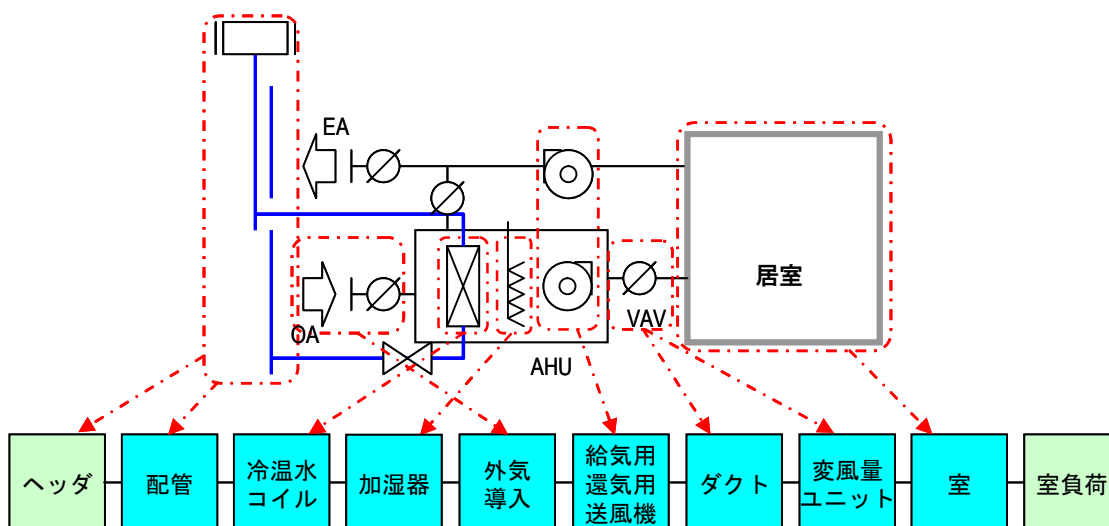 EA
居室
OA
VAV
AHU
ヘッダ
配管
冷温水
コイル
加湿器
外気
導入
給気用
還気用
送風機
ダクト
変風量
ユニット
室
室負荷